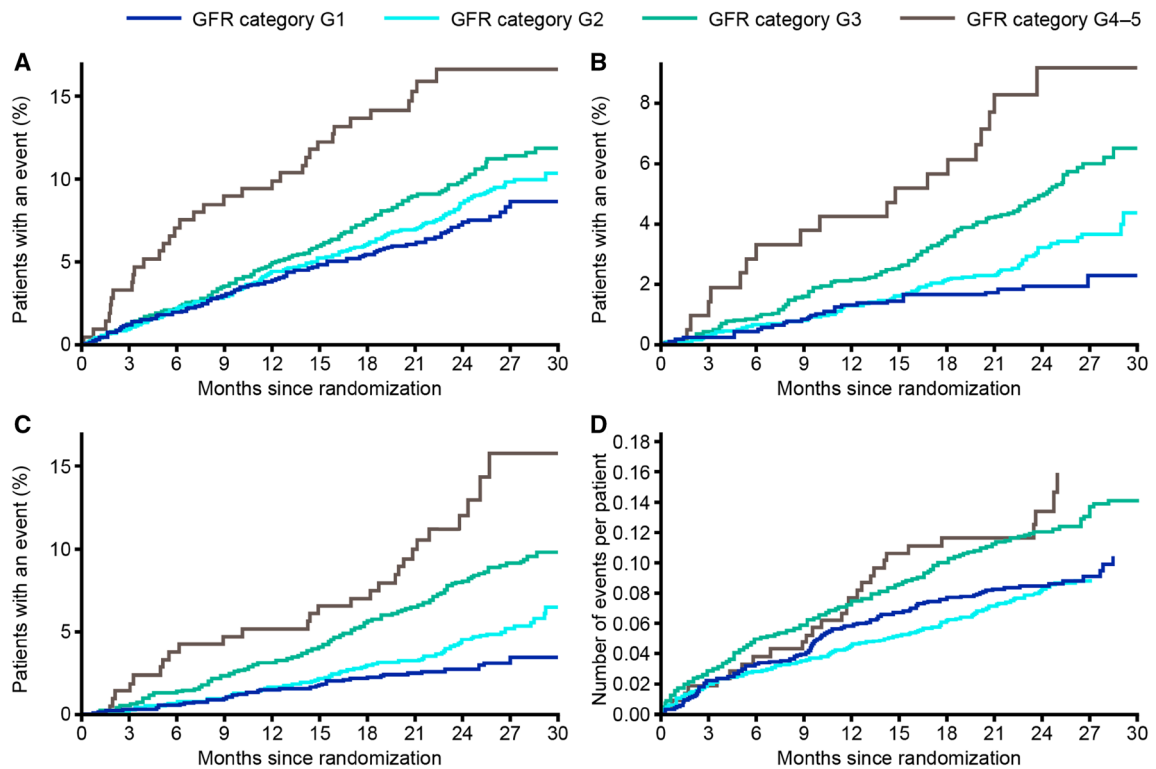 GFR category G1 GFR category G2 GFR category G3 GFR category G4–5
A
Patients with an event (%)
15
10
5
0
0 3 6 9 12 15 18 21 24 27 30
Months since randomization
B
Patients with an event (%)
8
6
4
2
0
0 3 6 9 12 15 18 21 24 27 30
Months since randomization
C
Patients with an event (%)
15
10
5
0
0 3 6 9 12 15 18 21 24 27 30
Months since randomization
D
Number of events per patient
0.18
0.16
0.14
0.12
0.10
0.08
0.06
0.04
0.02
0.00
0 3 6 9 12 15 18 21 24 27 30
Months since randomization